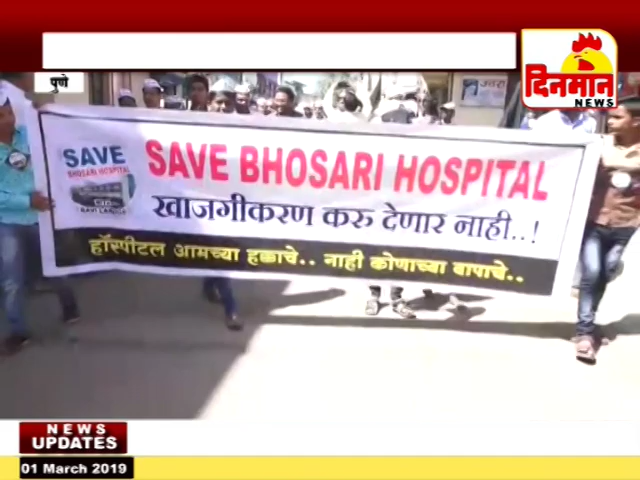 पुणे
दिनमान
NEWS
SAVE
BHOSARI HOSPITAL
SAVE BHOSARI HOSPITAL
खाजगीकरण करु देणार नाही..!
हॉस्पीटल आमच्या हक्काचे.. नाही कोणाच्या बापाचे..
NEWS
UPDATES
01 March 2019